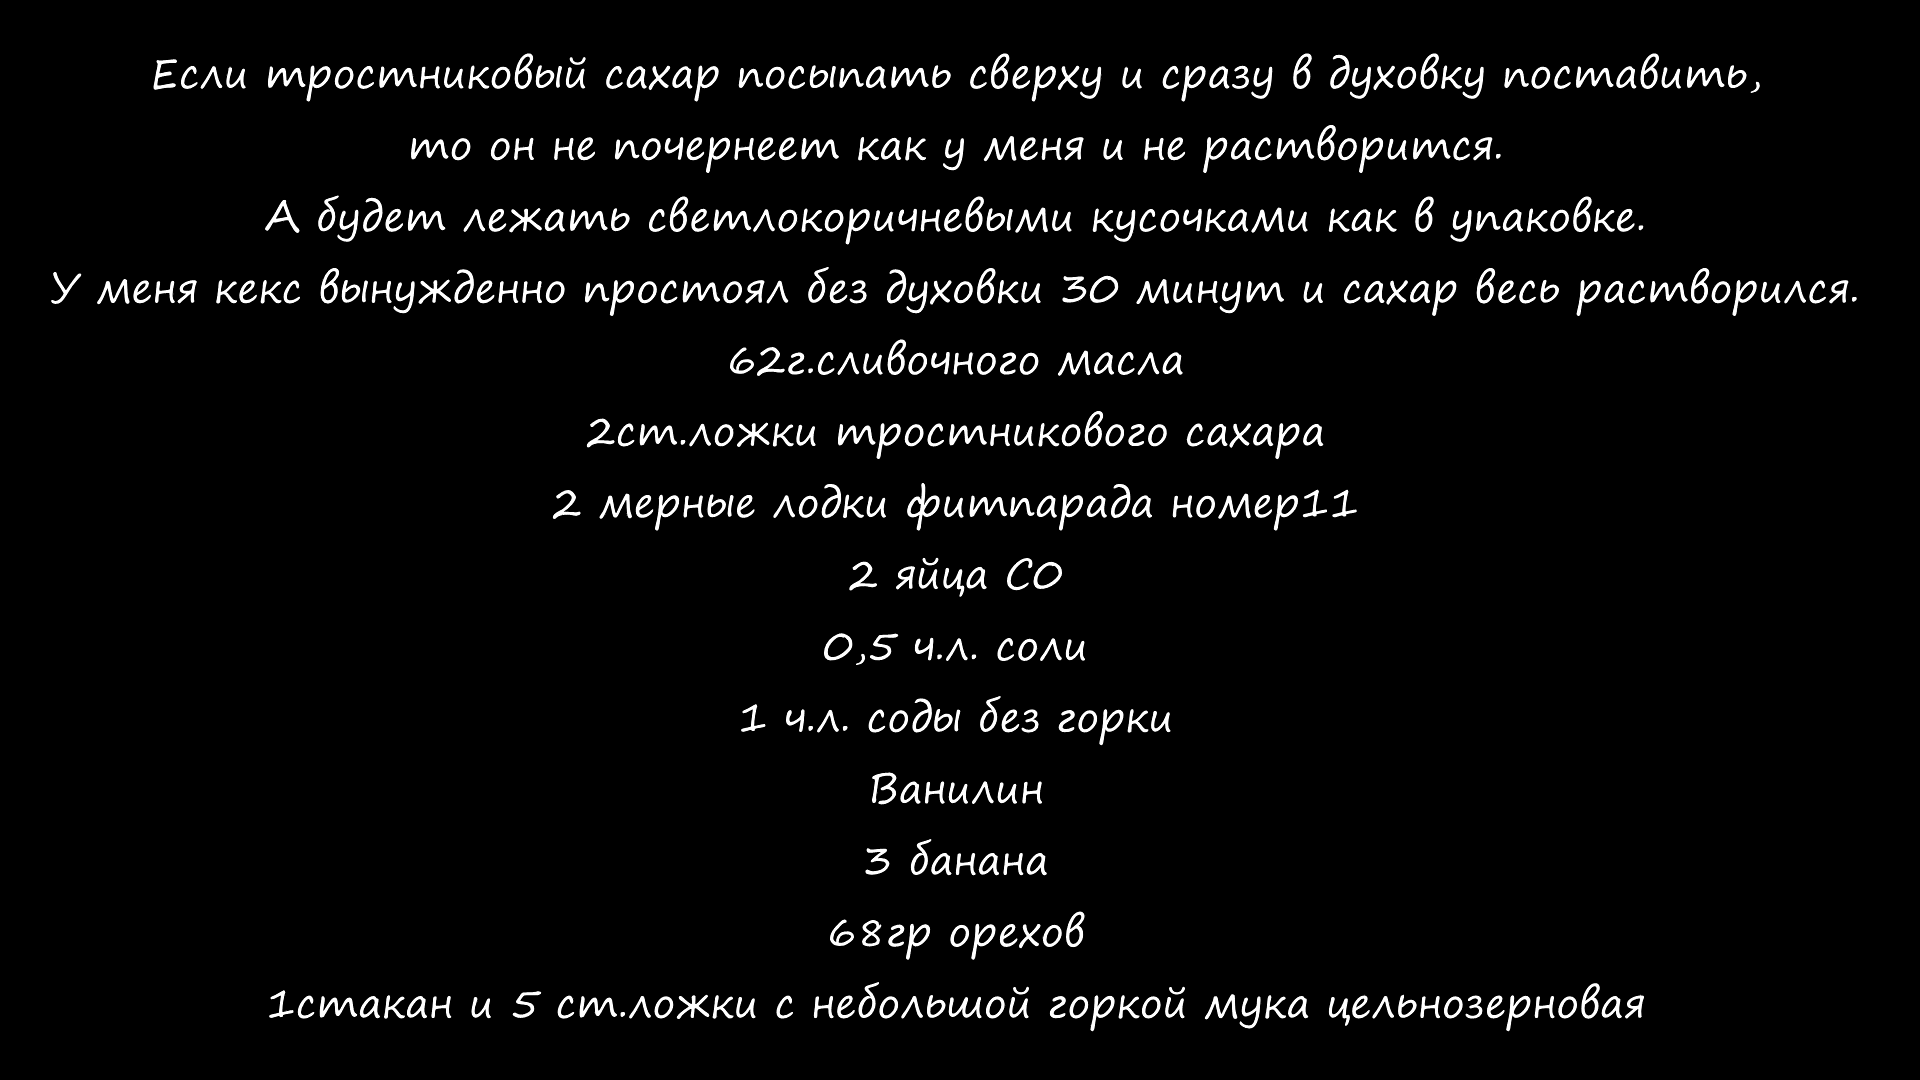 Если тростниковый сахар посыпать сверху и сразу в духовку поставить,
то он не почернеет как у меня и не растворится.
А будет лежать светлокоричневыми кусочками как в упаковке.
У меня кекс вынужденно простоял без духовки 30 минут и сахар весь растворился.
62г.сливочного масла
2ст.ложки тростникового сахара
2 мерные лодки фитпарада номер11
2 яйца СО
0,5 ч.л. соли
1 ч.л. соды без горки
Ванилин
3 банана
68гр орехов
1стакан и 5 ст.ложки с небольшой горкой мука цельнозерновая